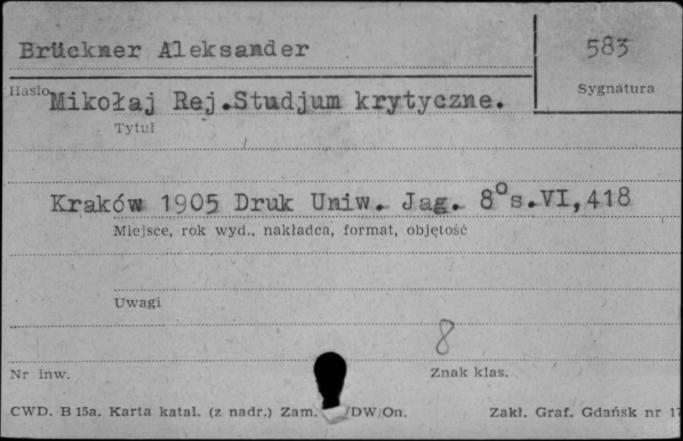 Brückner Aleksander
583
Hasło
Sygnatura
Mikołaj Rej.Studjum krytyczne.
Tytuł
Kraków 1905 Druk Uniw. Jag. 8°s.VI,418
Miejsce, rok wyd., nakładca, format, objętość
Uwagi
8
Nr inw.
Znak klas.
CWD. B 15a. Karta katal. (z nadr.) Zam. /DW/On.
Zakł. Graf. Gdańsk nr